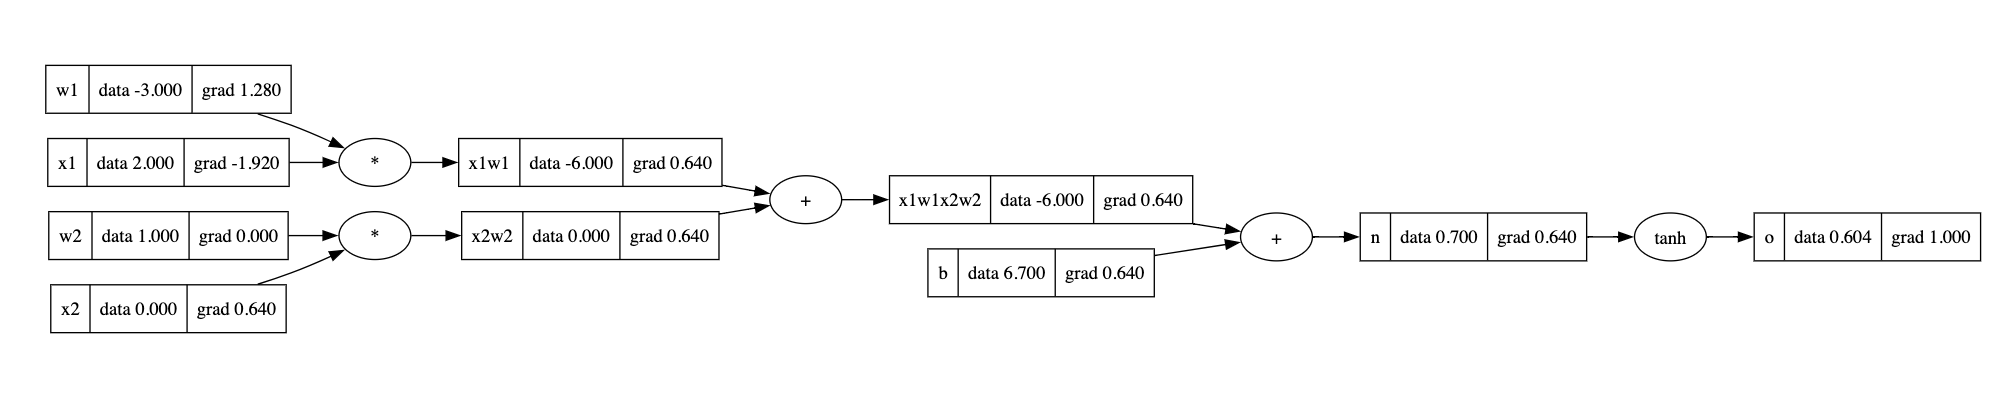 w1 data -3.000 grad 1.280
x1 data 2.000 grad -1.920
w2 data 1.000 grad 0.000
x2 data 0.000 grad 0.640
*
*
x1w1 data -6.000 grad 0.640
x2w2 data 0.000 grad 0.640
+
x1w1x2w2 data -6.000 grad 0.640
b data 6.700 grad 0.640
+
n data 0.700 grad 0.640
tanh
o data 0.604 grad 1.000